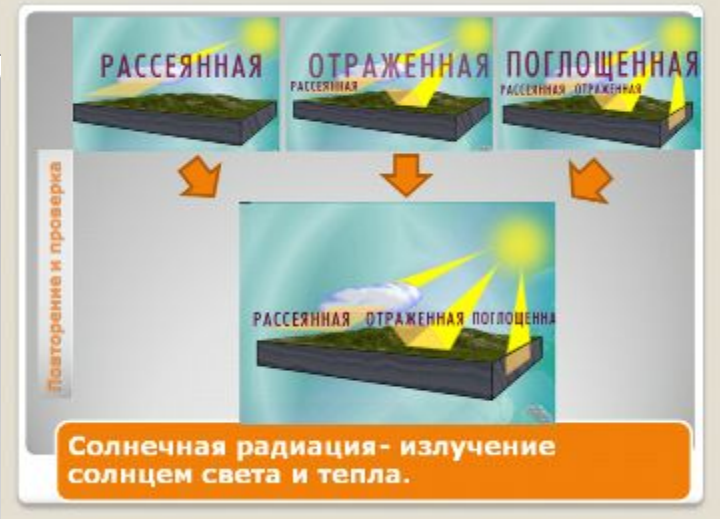 РАССЕЯННАЯ
ОТРАЖЕННАЯ
РАССЕЯННАЯ
ПОГЛОЩЕННАЯ
РАССЕЯННАЯ ОТРАЖЕННАЯ
Повторение и проверка
РАССЕЯННАЯ ОТРАЖЕННАЯ ПОГЛОЩЕННА
Солнечная радиация- излучение
солнцем света и тепла.